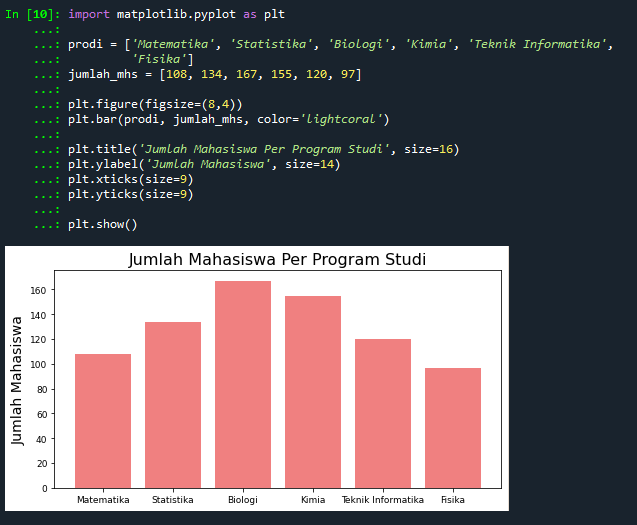 In [10]: import matplotlib.pyplot as plt
...:
...: prodi = ['Matematika', 'Statistika', 'Biologi', 'Kimia', 'Teknik Informatika',
...:          'Fisika']
...: jumlah_mhs = [108, 134, 167, 155, 120, 97]
...:
...: plt.figure(figsize=(8,4))
...: plt.bar(prodi, jumlah_mhs, color='lightcoral')
...:
...: plt.title('Jumlah Mahasiswa Per Program Studi', size=16)
...: plt.ylabel('Jumlah Mahasiswa', size=14)
...: plt.xticks(size=9)
...: plt.yticks(size=9)
...:
...: plt.show()
Jumlah Mahasiswa Per Program Studi
Jumlah Mahasiswa
160
140
120
100
80
60
40
20
0
Matematika Statistika Biologi Kimia Teknik Informatika Fisika